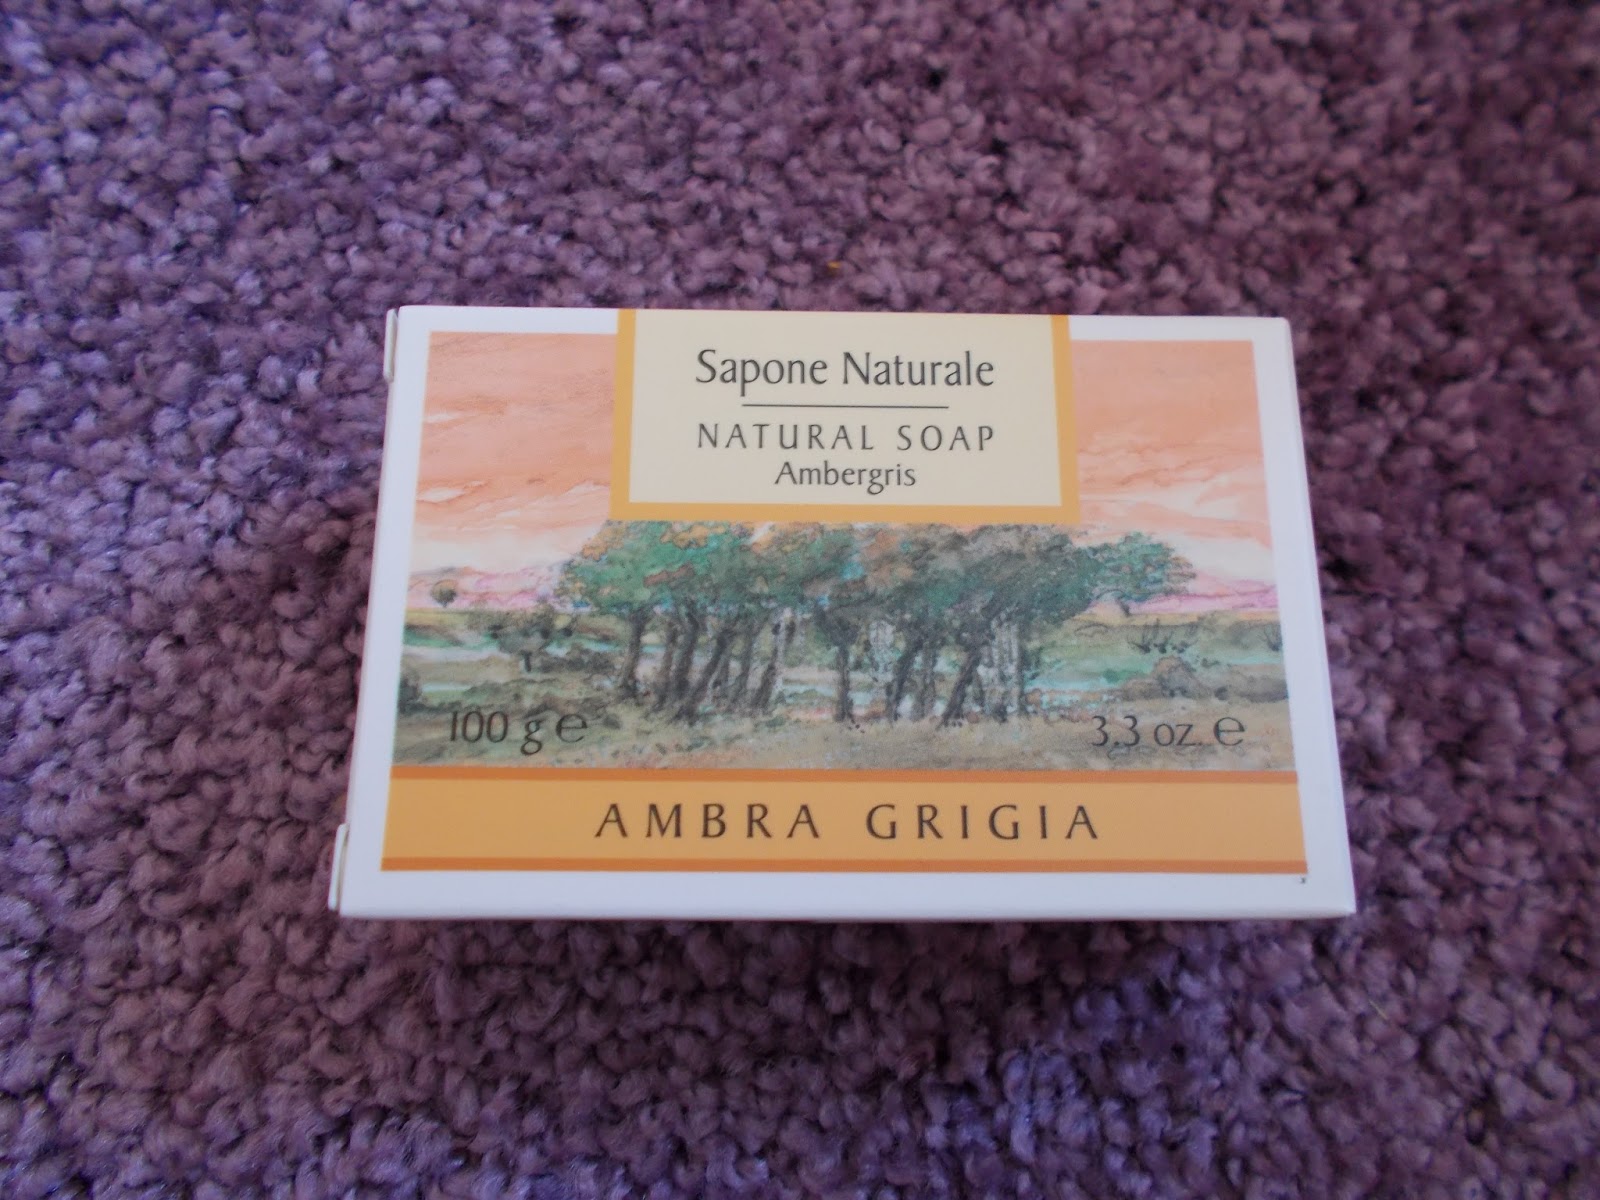 Sapone Naturale
NATURAL SOAP
Ambergris
100 g ℮
3.3 oz. ℮
AMBRA GRIGIA